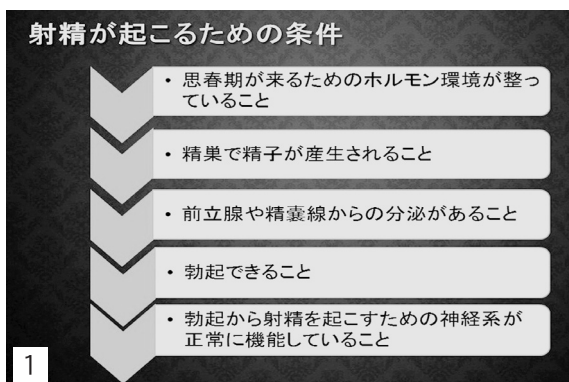 射精が起こるための条件
• 思春期が来るためのホルモン環境が整っ
ていること
• 精巣で精子が産生されること
• 前立腺や精嚢線からの分泌があること
• 勃起できること
• 勃起から射精を起こすための神経系が
正常に機能していること
1